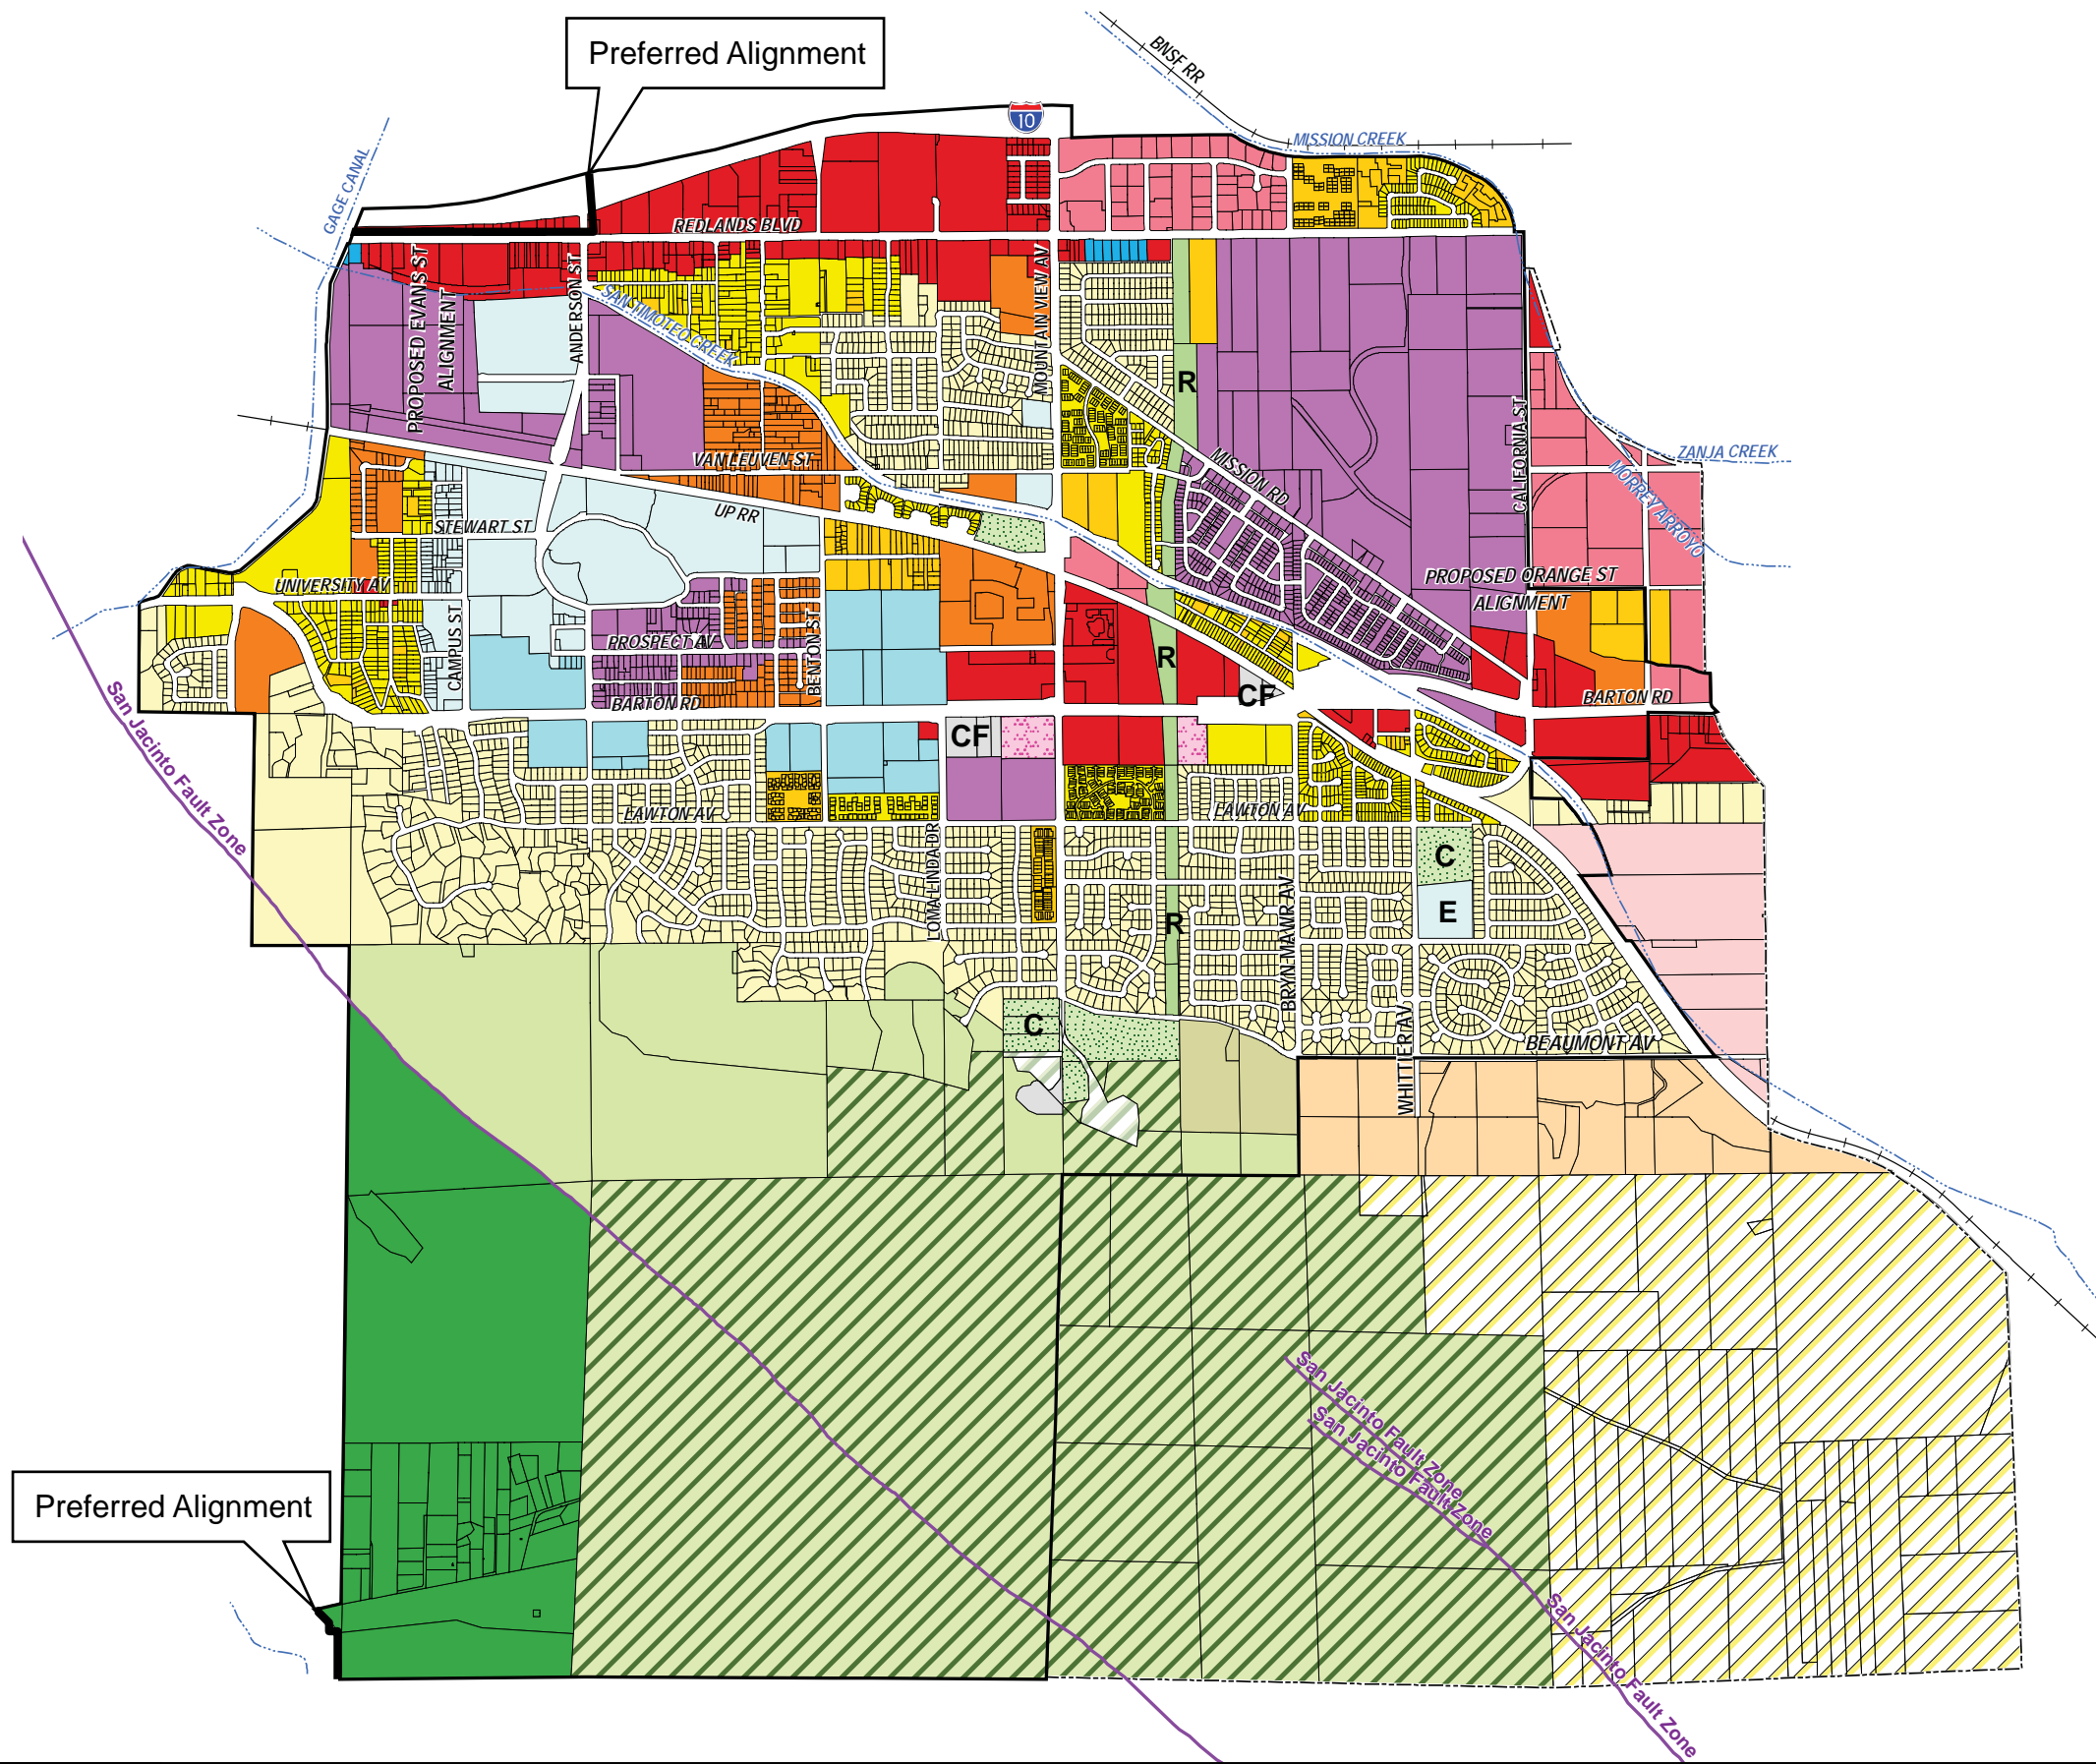 Preferred Alignment
BNSF RR
10
MISSION CREEK
GAGE CANAL
REDLANDS BLVD
PROPOSED EVANS ST
ALIGNMENT
ANDERSON ST
MOUNTAIN VIEW AV
SAN TIMOTEO CREEK
R
CALIFORNIA ST
ZANJA CREEK
MORREY ARROYO
VAN LEUVEN ST
MISSION RD
UP RR
STEWART ST
UNIVERSITY AV
PROPOSED ORANGE ST
ALIGNMENT
CAMPUS ST
PROSPECT AV
BENTON ST
R
BARTON RD
CF
BARTON RD
San Jacinto Fault Zone
CF
LAWTON AV
LAWTON AV
LOMA LINDA DR
C
E
R
BRYN MAWR AV
C
WHITTIER AV
BEAUMONT AV
San Jacinto Fault Zone
San Jacinto Fault Zone
Preferred Alignment
San Jacinto Fault Zone